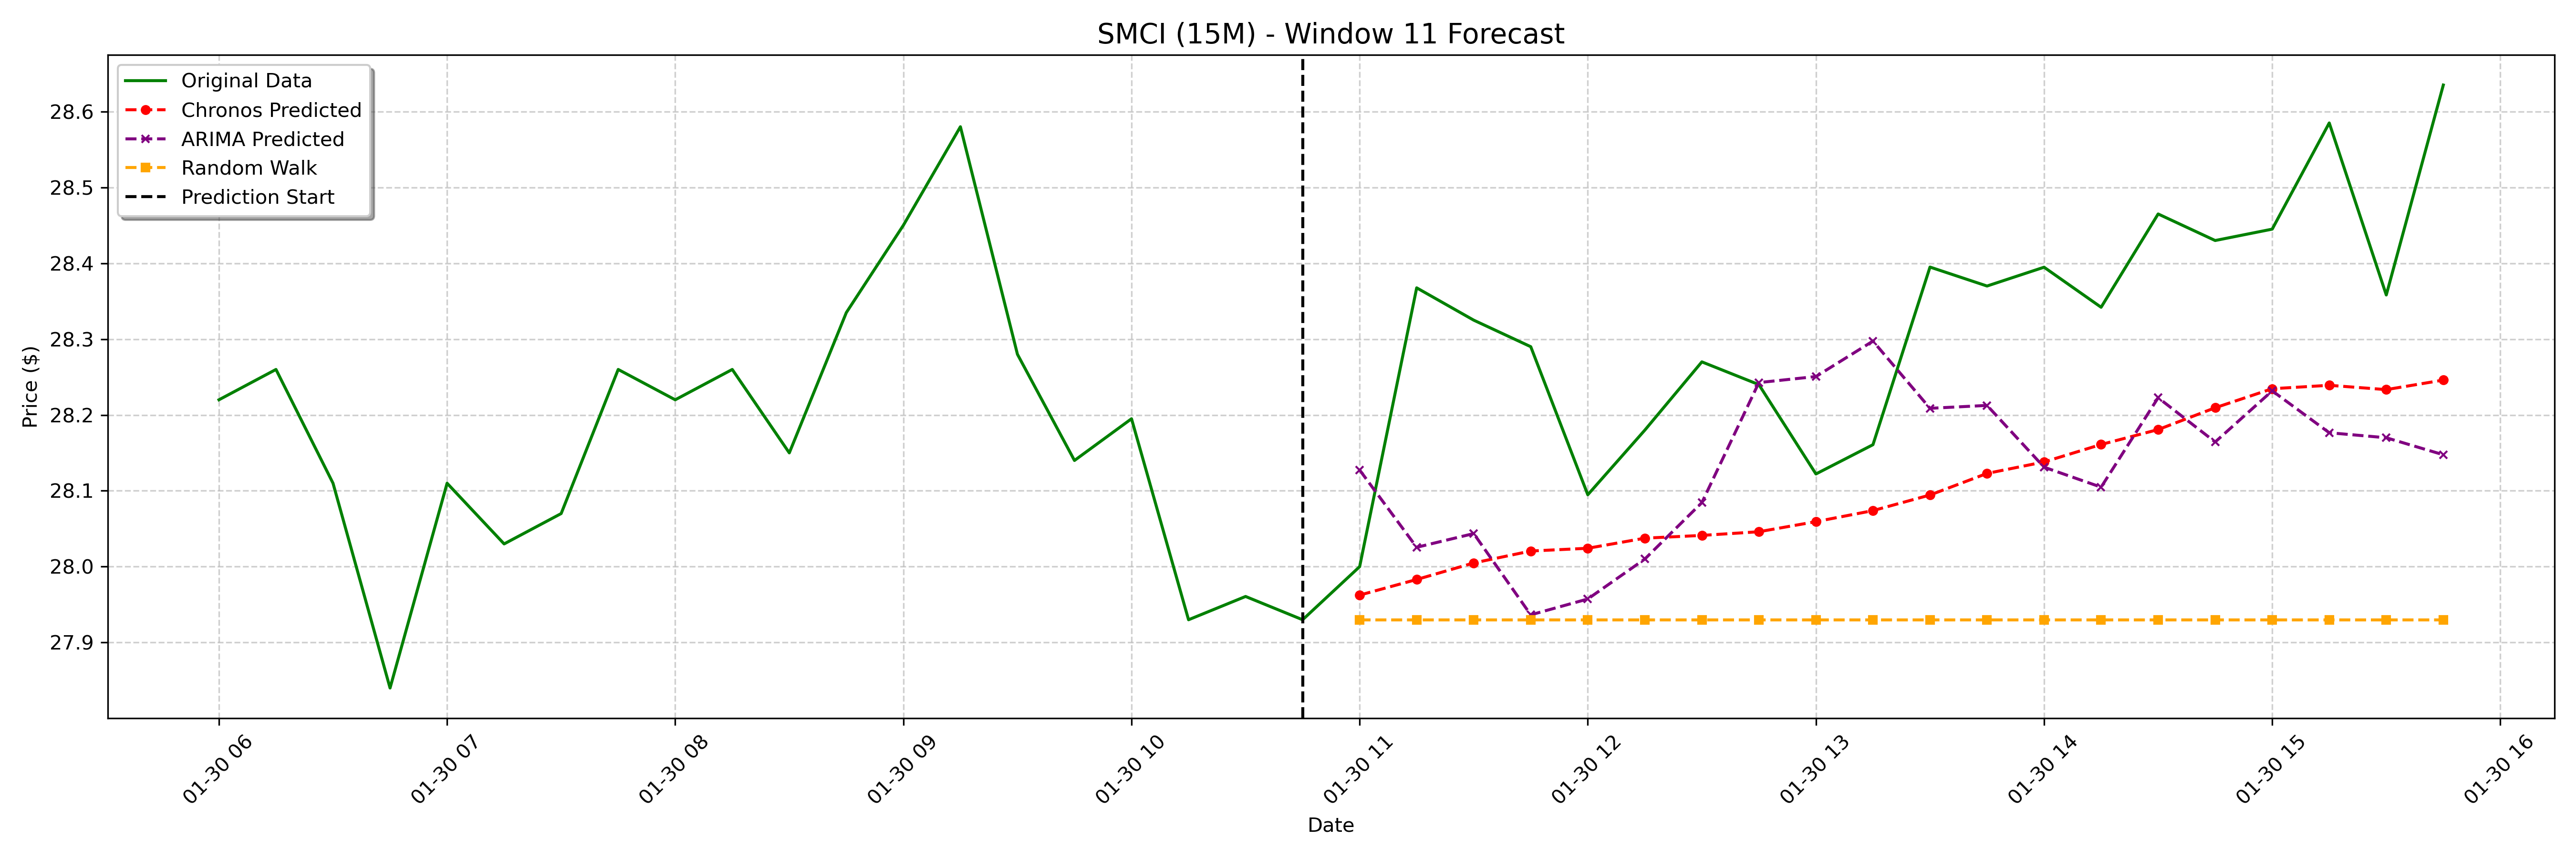 SMCI (15M) - Window 11 Forecast
Original Data
Chronos Predicted
ARIMA Predicted
Random Walk
Prediction Start
Price ($)
28.6
28.5
28.4
28.3
28.2
28.1
28.0
27.9
01-30 06
01-30 07
01-30 08
01-30 09
01-30 10
01-30 11
01-30 12
01-30 13
01-30 14
01-30 15
01-30 16
Date